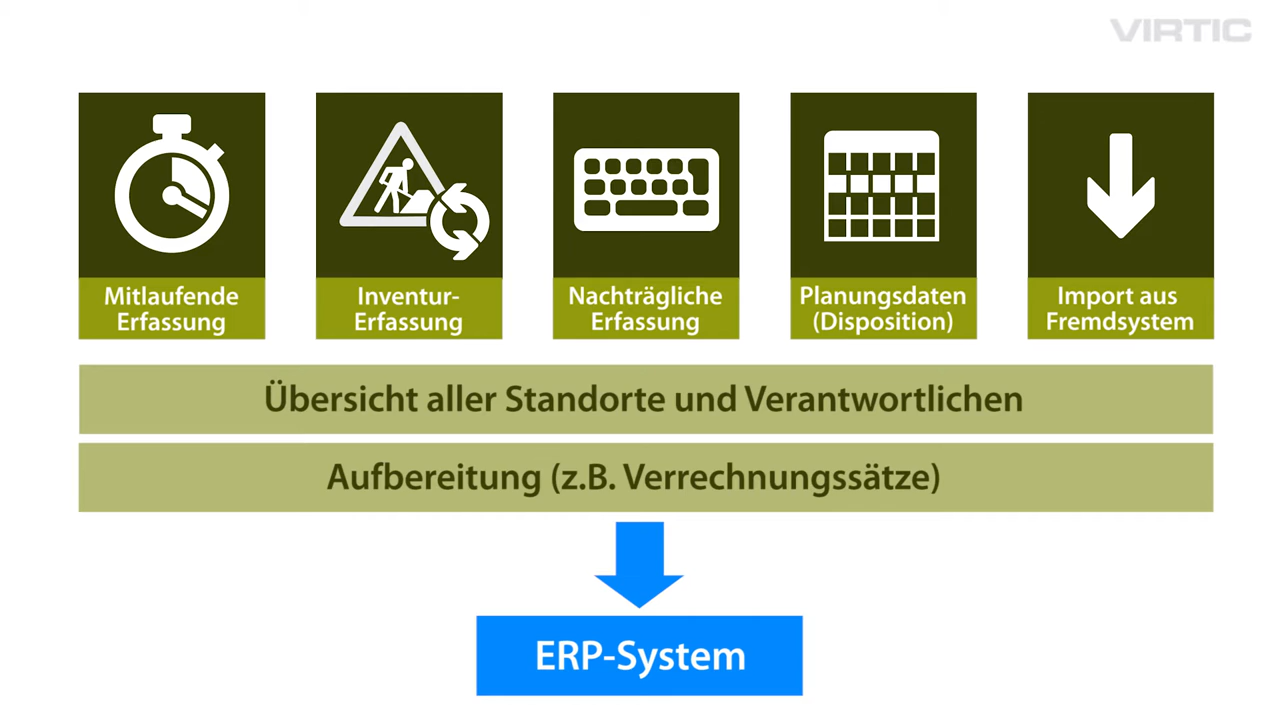 VIRTIC
Mitlaufende
Erfassung
Inventur-
Erfassung
Nachträgliche
Erfassung
Planungsdaten
(Disposition)
Import aus
Fremdsystem
Übersicht aller Standorte und Verantwortlichen
Aufbereitung (z.B. Verrechnungssätze)
ERP-System